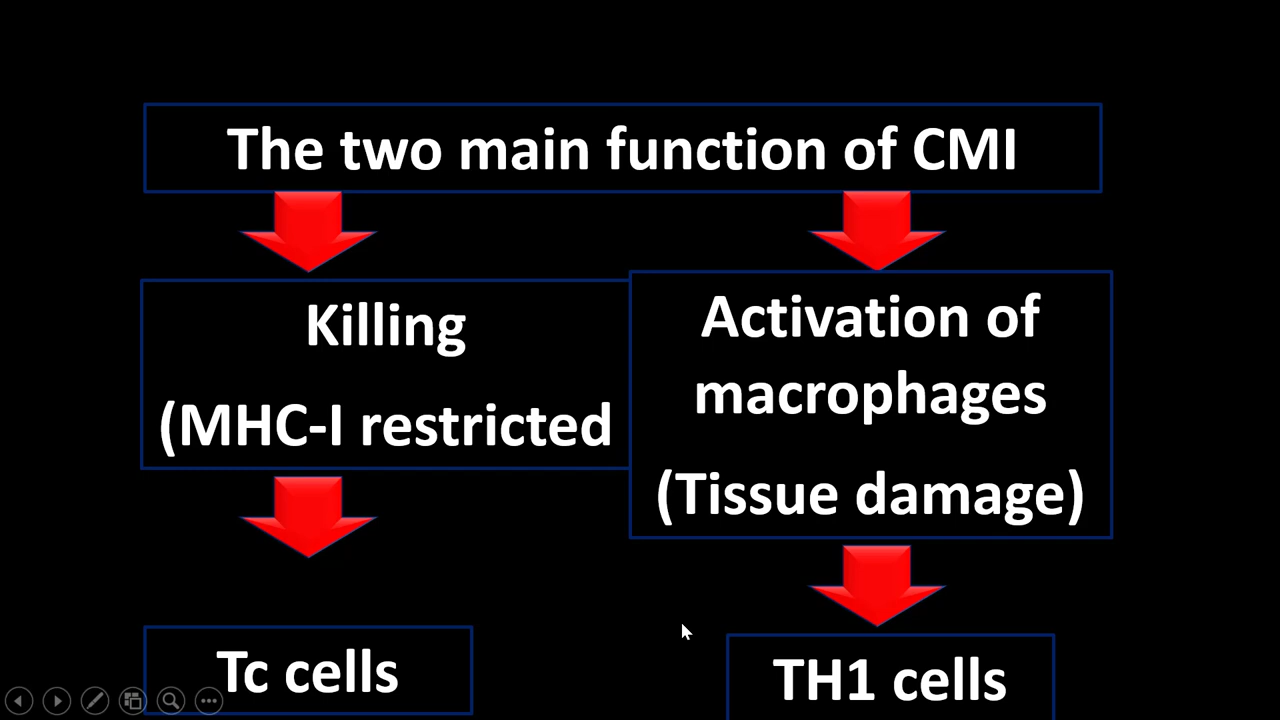 The two main function of CMI
Killing
(MHC-I restricted
Activation of
macrophages
(Tissue damage)
Tc cells
TH1 cells